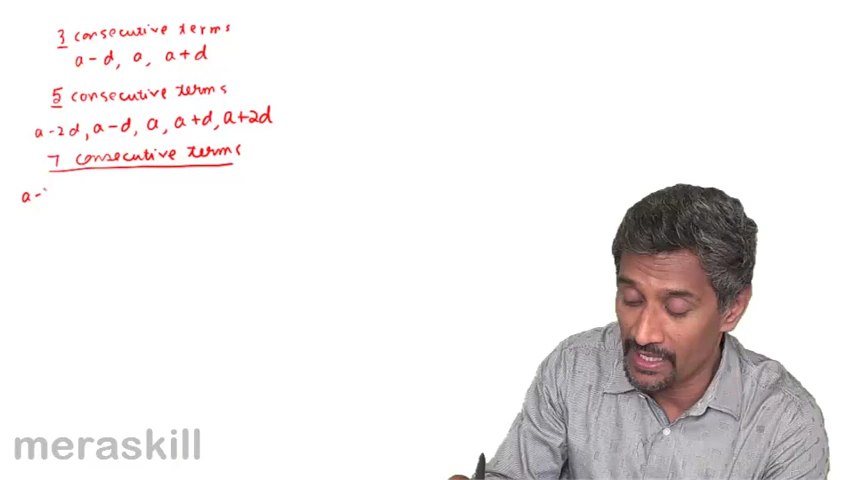 3 consecutive terms
a-d, a, a+d
5 consecutive terms
a-2d, a-d, a, a+d, a+2d
7 consecutive terms
a-
meraskill